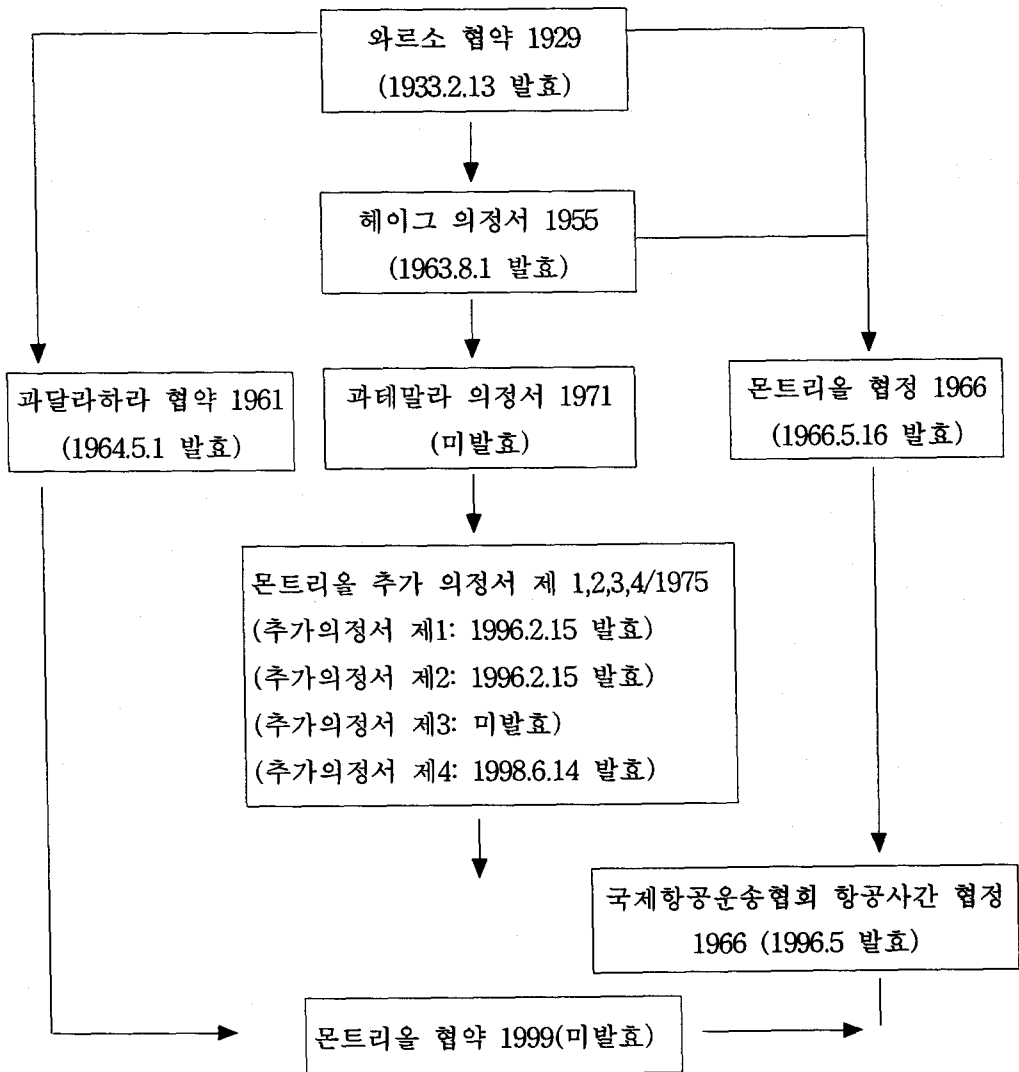 와르소 협약 1929
(1933.2.13 발효)
헤이그 의정서 1955
(1963.8.1 발효)
과달라하라 협약 1961
(1964.5.1 발효)
과테말라 의정서 1971
(미발효)
몬트리올 협정 1966
(1966.5.16 발효)
몬트리올 추가 의정서 제 1,2,3,4/1975
(추가의정서 제1: 1996.2.15 발효)
(추가의정서 제2: 1996.2.15 발효)
(추가의정서 제3: 미발효)
(추가의정서 제4: 1998.6.14 발효)
국제항공운송협회 항공사간 협정
1966 (1996.5 발효)
몬트리올 협약 1999(미발효)